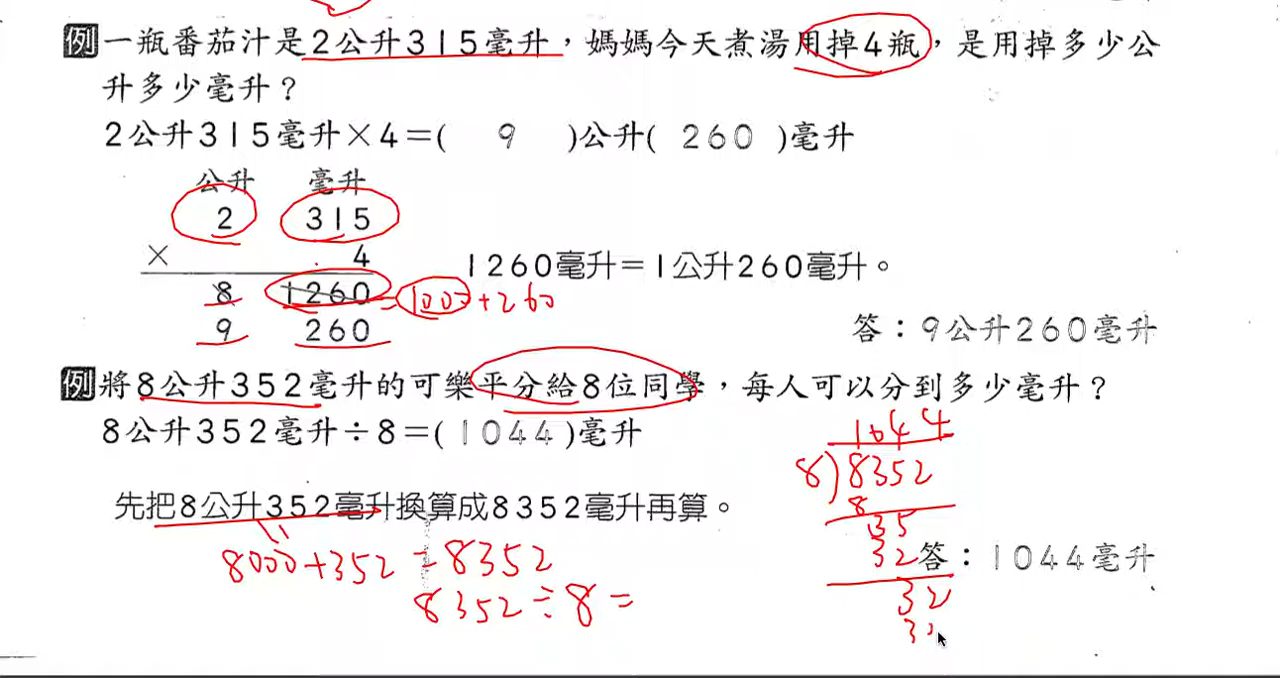 例 一瓶番茄汁是2公升315毫升，媽媽今天煮湯用掉4瓶，是用掉多少公
升多少毫升？
2公升315毫升×4＝( 9 )公升( 260 )毫升
公升 毫升
2 315
× 4
8 1260 = 1000 + 260
9 260
1260毫升＝1公升260毫升。
答：9公升260毫升
例 將8公升352毫升的可樂平分給8位同學，每人可以分到多少毫升？
8公升352毫升÷8＝(1044)毫升
先把8公升352毫升換算成8352毫升再算。
8000+352 = 8352
8352÷8=
1044
8)8352
8
35
32
32
3
答：1044毫升